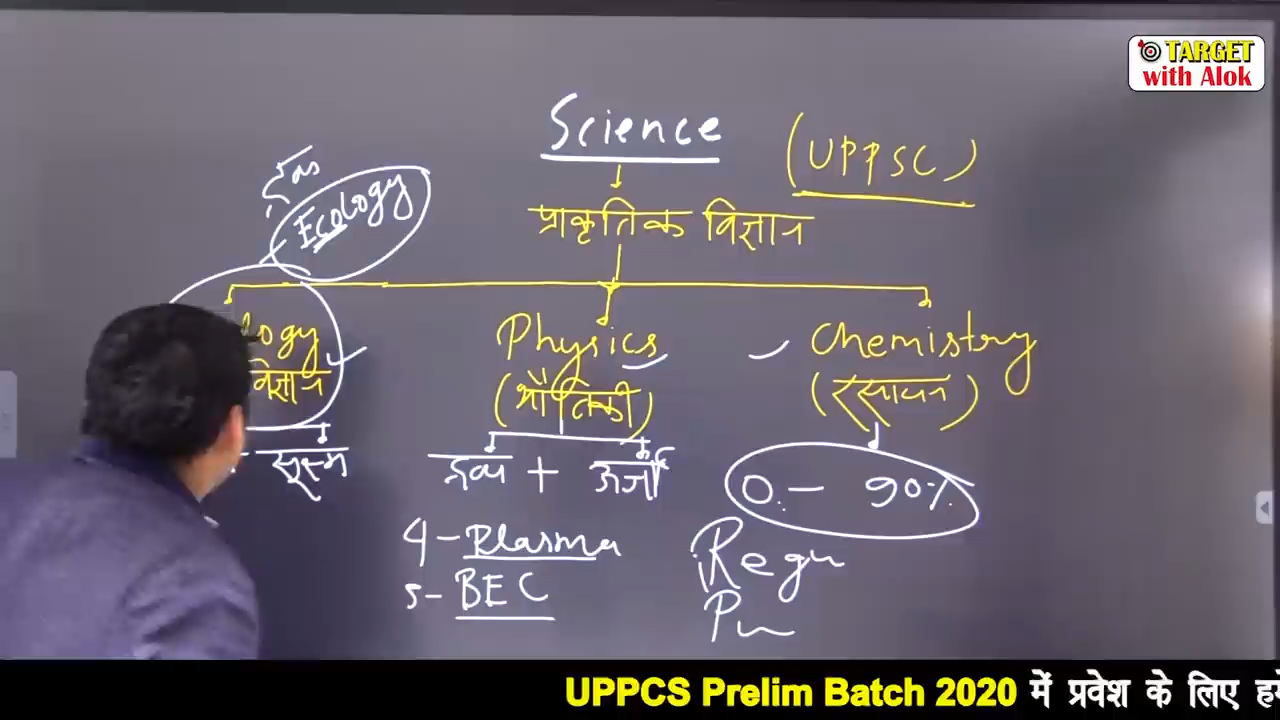 TARGET
with Alok
Science
(UPPSC)
Ecology
प्राकृतिक विज्ञान
logy
विज्ञान
Physics
(भौतिकी)
Chemistry
(रसायन)
सूक्ष्म
द्रव्य + ऊर्जा
0 - 90%
4 - Plasma
5 - BEC
UPPCS Prelim Batch 2020 में प्रवेश के लिए